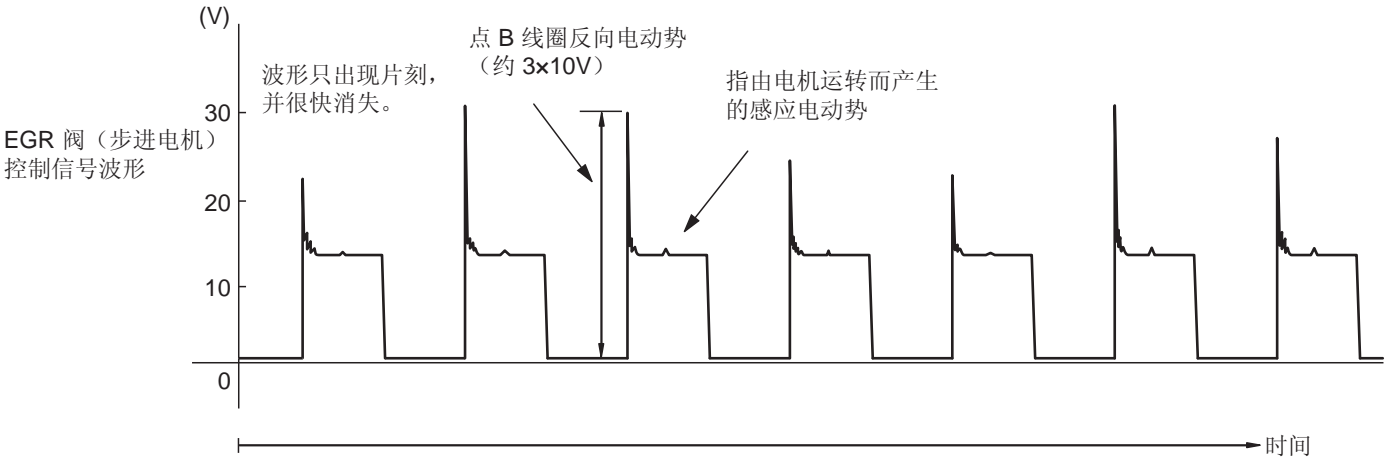 (V)
点 B 线圈反向电动势
（约 3×10V）
波形只出现片刻，
并很快消失。
指由电机运转而产生
的感应电动势
30
EGR 阀（步进电机）
控制信号波形
20
10
0
时间